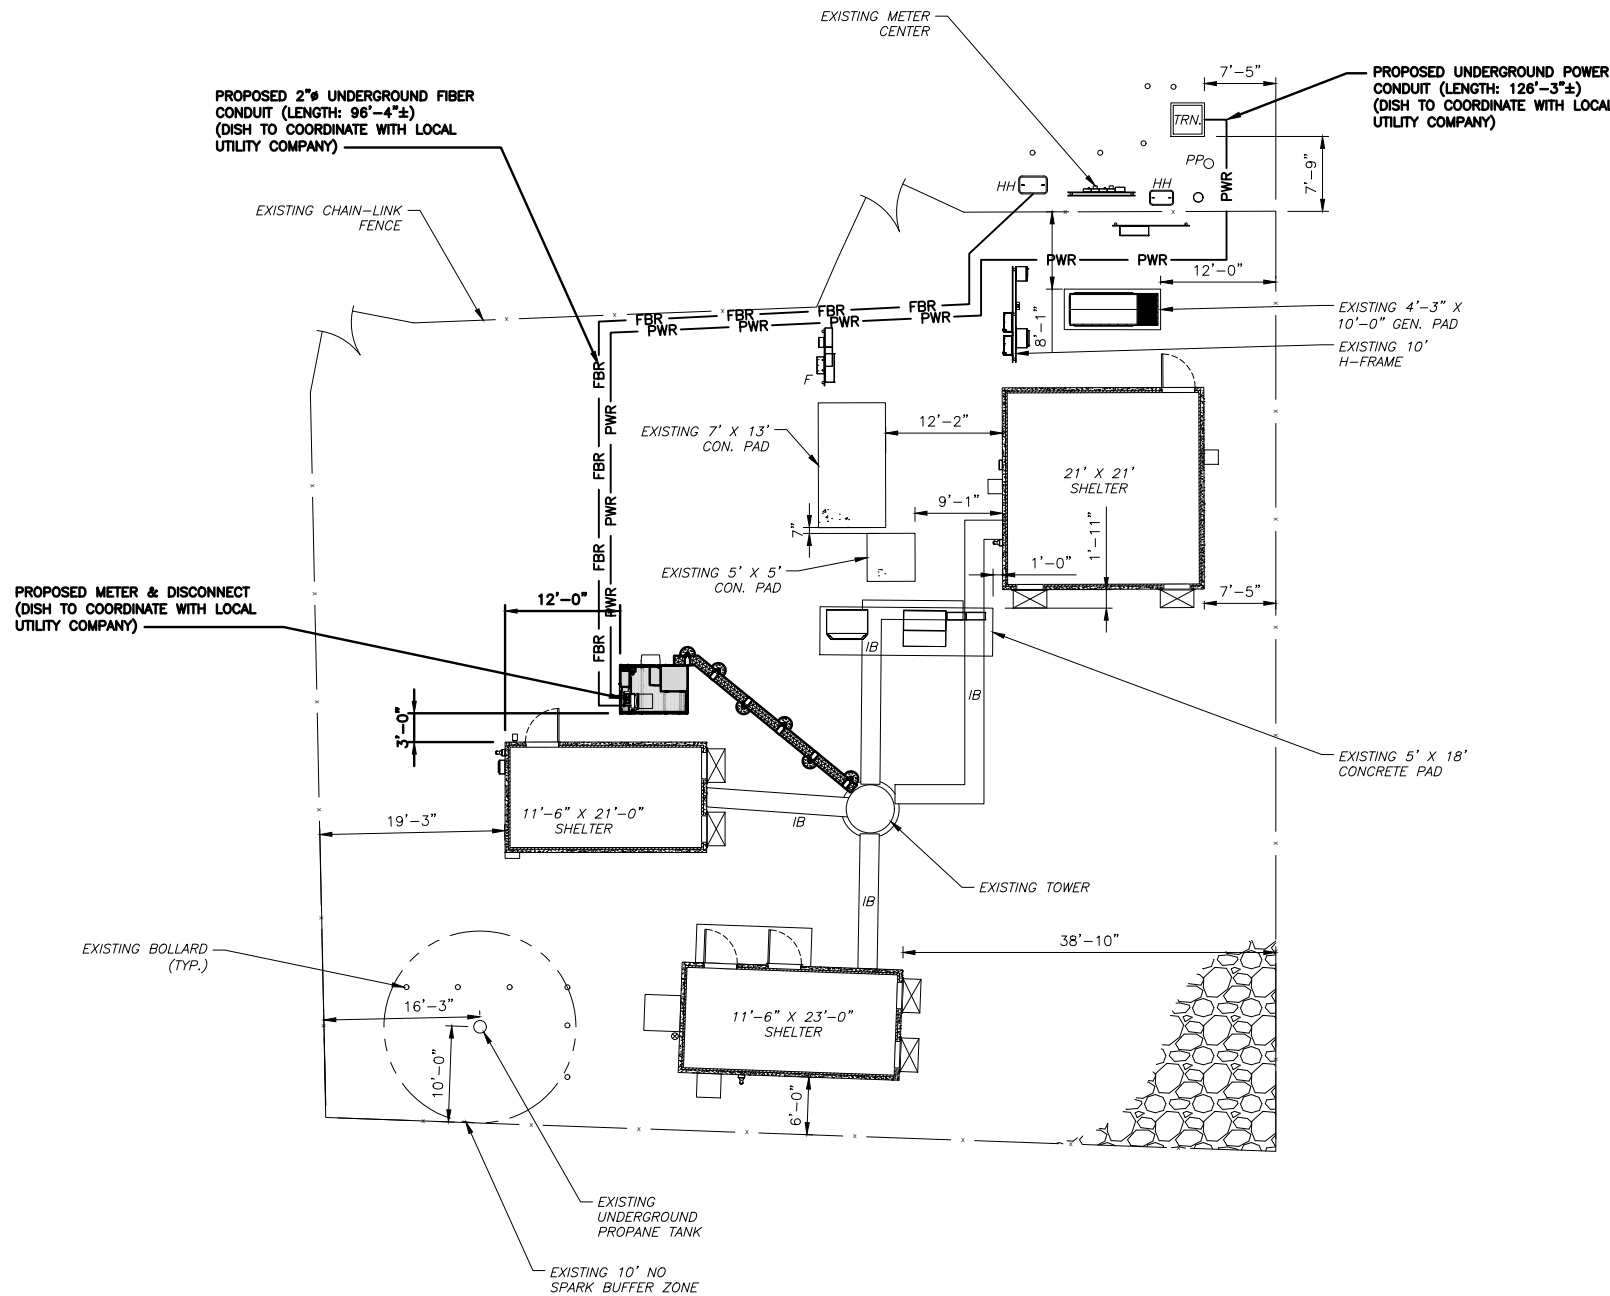 EXISTING METER
CENTER
7'-5"
PROPOSED UNDERGROUND POWER
CONDUIT (LENGTH: 126'-3"±)
(DISH TO COORDINATE WITH LOCAL
UTILITY COMPANY)
PROPOSED 2"ø UNDERGROUND FIBER
CONDUIT (LENGTH: 96'-4"±)
(DISH TO COORDINATE WITH LOCAL
UTILITY COMPANY)
TRN.
PP
7'-9"
PWR
HH
HH
EXISTING CHAIN-LINK
FENCE
PWR
PWR
12'-0"
FBR
FBR
FBR
FBR
PWR
PWR
PWR
PWR
8'-1"
EXISTING 4'-3" X
10'-0" GEN. PAD
EXISTING 10'
H-FRAME
F
FBR
PWR
12'-2"
EXISTING 7' X 13'
CON. PAD
FBR
21' X 21'
SHELTER
9'-1"
PWR
7"
1'-11"
FBR
1'-0"
EXISTING 5' X 5'
CON. PAD
PROPOSED METER & DISCONNECT
(DISH TO COORDINATE WITH LOCAL
UTILITY COMPANY)
12'-0"
PWR
7'-5"
FBR
IB
IB
3'-0"
EXISTING 5' X 18'
CONCRETE PAD
11'-6" X 21'-0"
SHELTER
19'-3"
IB
EXISTING TOWER
IB
EXISTING BOLLARD
(TYP.)
38'-10"
16'-3"
11'-6" X 23'-0"
SHELTER
10'-0"
6'-0"
EXISTING
UNDERGROUND
PROPANE TANK
EXISTING 10' NO
SPARK BUFFER ZONE